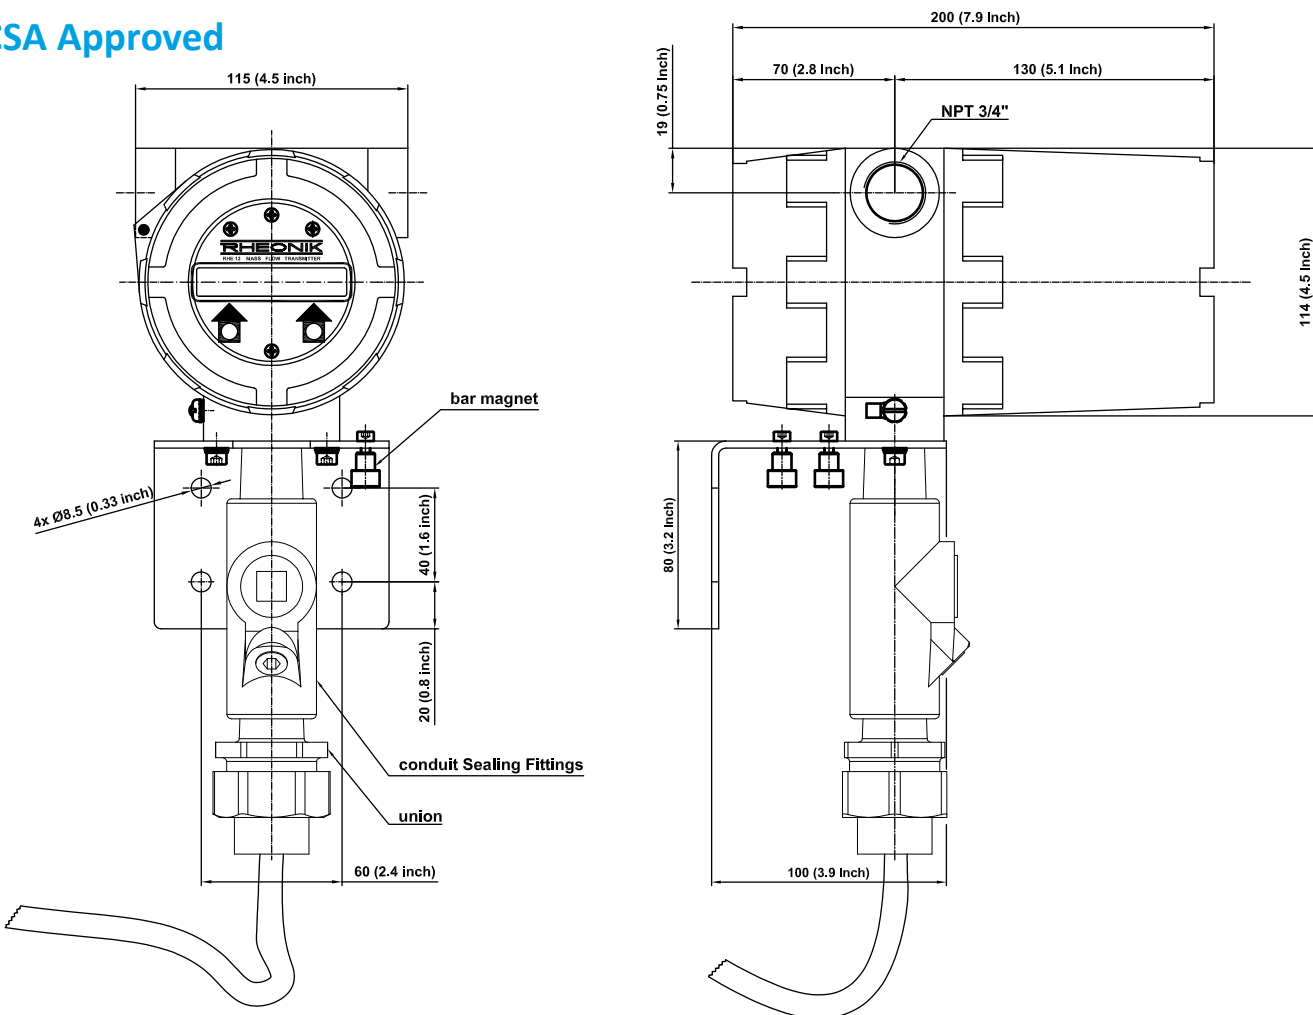 CSA Approved
200 (7.9 Inch)
115 (4.5 inch)
70 (2.8 Inch)
130 (5.1 Inch)
19 (0.75 Inch)
NPT 3/4"
RHEONIK
RHE 12 MASS FLOW TRANSMITTER
114 (4.5 Inch)
bar magnet
4x Ø8.5 (0.33 inch)
40 (1.6 inch)
80 (3.2 Inch)
20 (0.8 inch)
conduit Sealing Fittings
union
60 (2.4 inch)
100 (3.9 Inch)